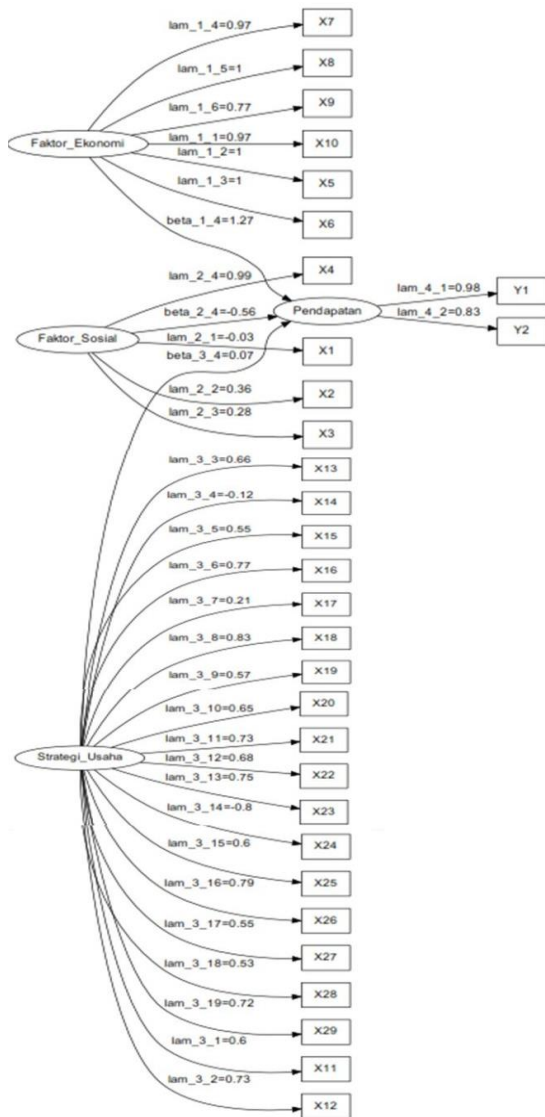 lam_1_4=0.97
X7
lam_1_5=1
X8
lam_1_6=0.77
X9
Faktor_Ekonomi
lam_1_1=0.97
X10
lam_1_2=1
X5
lam_1_3=1
X6
beta_1_4=1.27
lam_2_4=0.99
X4
lam_4_1=0.98
Y1
beta_2_4=-0.56
Pendapatan
lam_4_2=0.83
Y2
Faktor_Sosial
lam_2_1=-0.03
X1
beta_3_4=0.07
lam_2_2=0.36
X2
lam_2_3=0.28
X3
lam_3_3=0.66
X13
lam_3_4=-0.12
X14
lam_3_5=0.55
X15
lam_3_6=0.77
X16
lam_3_7=0.21
X17
lam_3_8=0.83
X18
lam_3_9=0.57
X19
lam_3_10=0.65
X20
lam_3_11=0.73
X21
Strategi_Usaha
lam_3_12=0.68
X22
lam_3_13=0.75
X23
lam_3_14=-0.8
X24
lam_3_15=0.6
X25
lam_3_16=0.79
X26
lam_3_17=0.55
X27
lam_3_18=0.53
X28
lam_3_19=0.72
X29
lam_3_1=0.6
X11
lam_3_2=0.73
X12